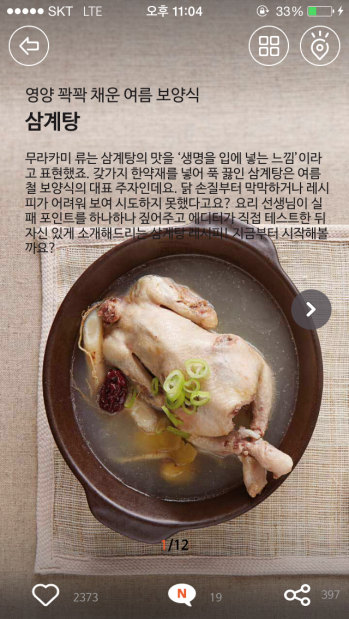 SKT LTE 오후 11:04 33%
영양 꽉꽉 채운 여름 보양식
삼계탕
무라카미 류는 삼계탕의 맛을 ‘생명을 입에 넣는 느낌’이라
고 표현했죠. 갖가지 한약재를 넣어 푹 끓인 삼계탕은 여름
철 보양식의 대표 주자인데요. 닭 손질부터 막막하거나 레시
피가 어려워 보여 시도하지 못했다고요? 요리 선생님이 실
패 포인트를 하나하나 짚어주고 에디터가 직접 테스트한 뒤
자신 있게 소개해드리는 삼계탕 레시피! 지금부터 시작해볼
까요?
1/12
2373 N 19 397